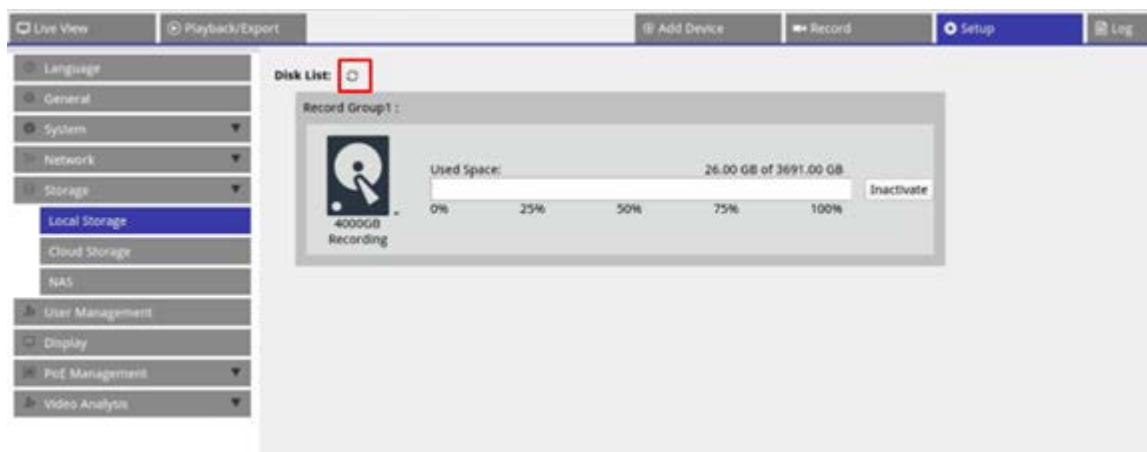 Live View Playback/Export Add Device Record Setup Log
Language
General
System
Network
Storage
Local Storage
Cloud Storage
NAS
User Management
Display
PoE Management
Video Analysis
Disk List:
Record Group1 :
Used Space: 26.00 GB of 3691.00 GB
Inactivate
0% 25% 50% 75% 100%
4000GB
Recording